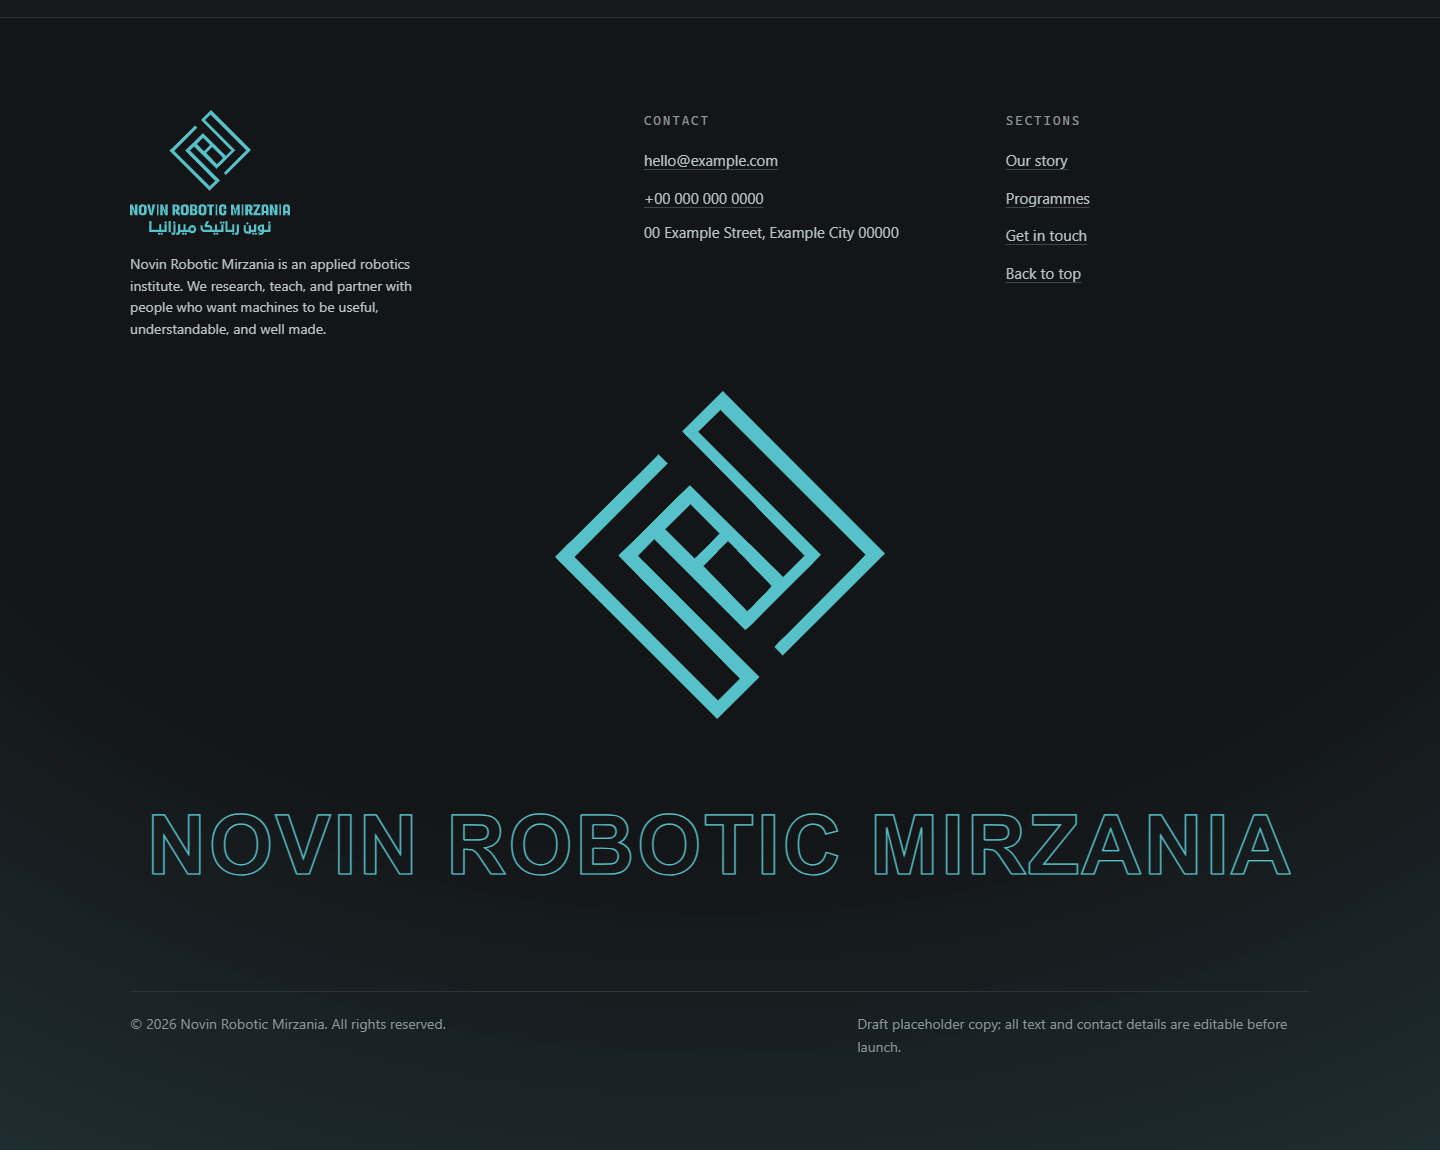 NOVIN ROBOTIC MIRZANIA
نوین رباتیک میرزانیا
Novin Robotic Mirzania is an applied robotics
institute. We research, teach, and partner with
people who want machines to be useful,
understandable, and well made.
CONTACT
hello@example.com
+00 000 000 0000
00 Example Street, Example City 00000
SECTIONS
Our story
Programmes
Get in touch
Back to top
NOVIN ROBOTIC MIRZANIA
© 2026 Novin Robotic Mirzania. All rights reserved.
Draft placeholder copy; all text and contact details are editable before
launch.